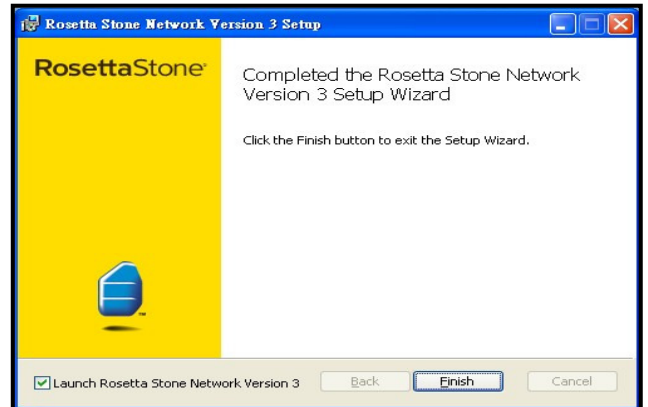 Rosetta Stone Network Version 3 Setup
RosettaStone
Completed the Rosetta Stone Network
Version 3 Setup Wizard
Click the Finish button to exit the Setup Wizard.
TM
Launch Rosetta Stone Network Version 3
Back
Finish
Cancel